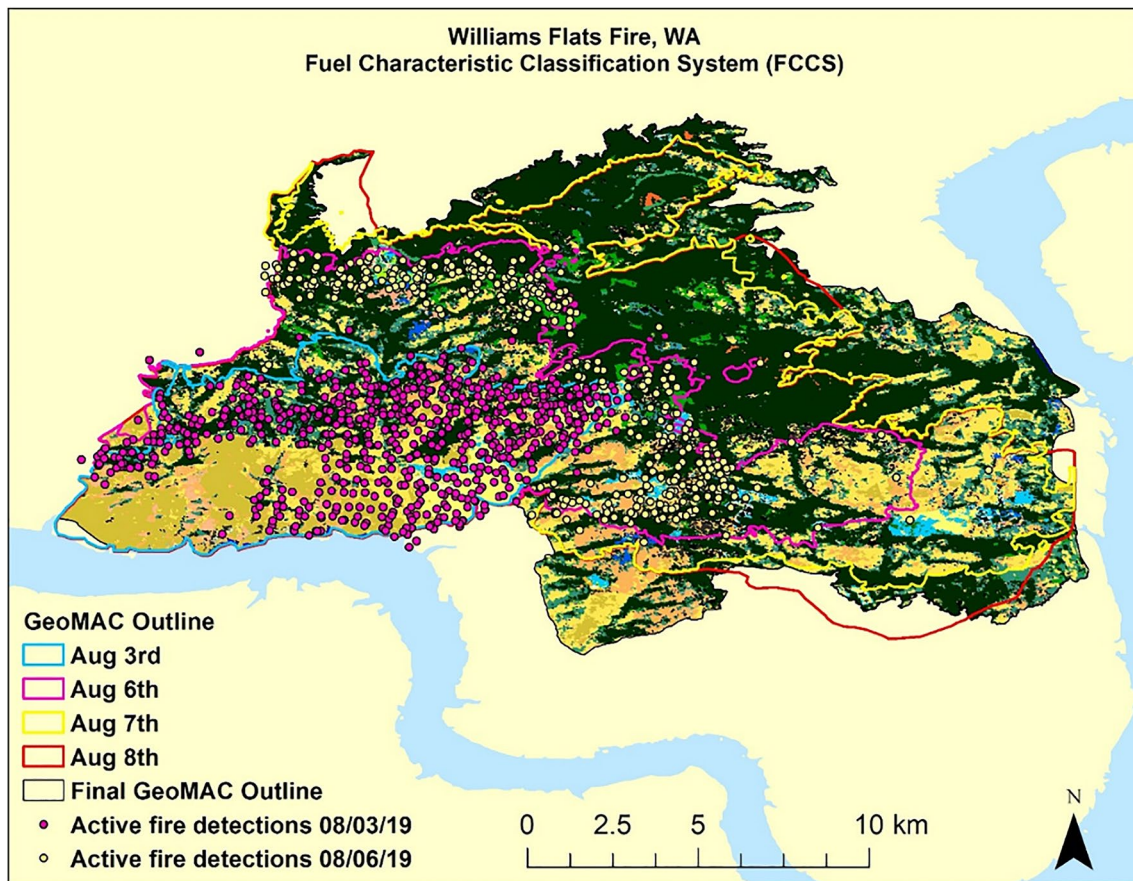 Williams Flats Fire, WA
Fuel Characteristic Classification System (FCCS)
GeoMAC Outline
Aug 3rd
Aug 6th
Aug 7th
Aug 8th
Final GeoMAC Outline
Active fire detections 08/03/19
Active fire detections 08/06/19
0 2.5 5 10 km
N